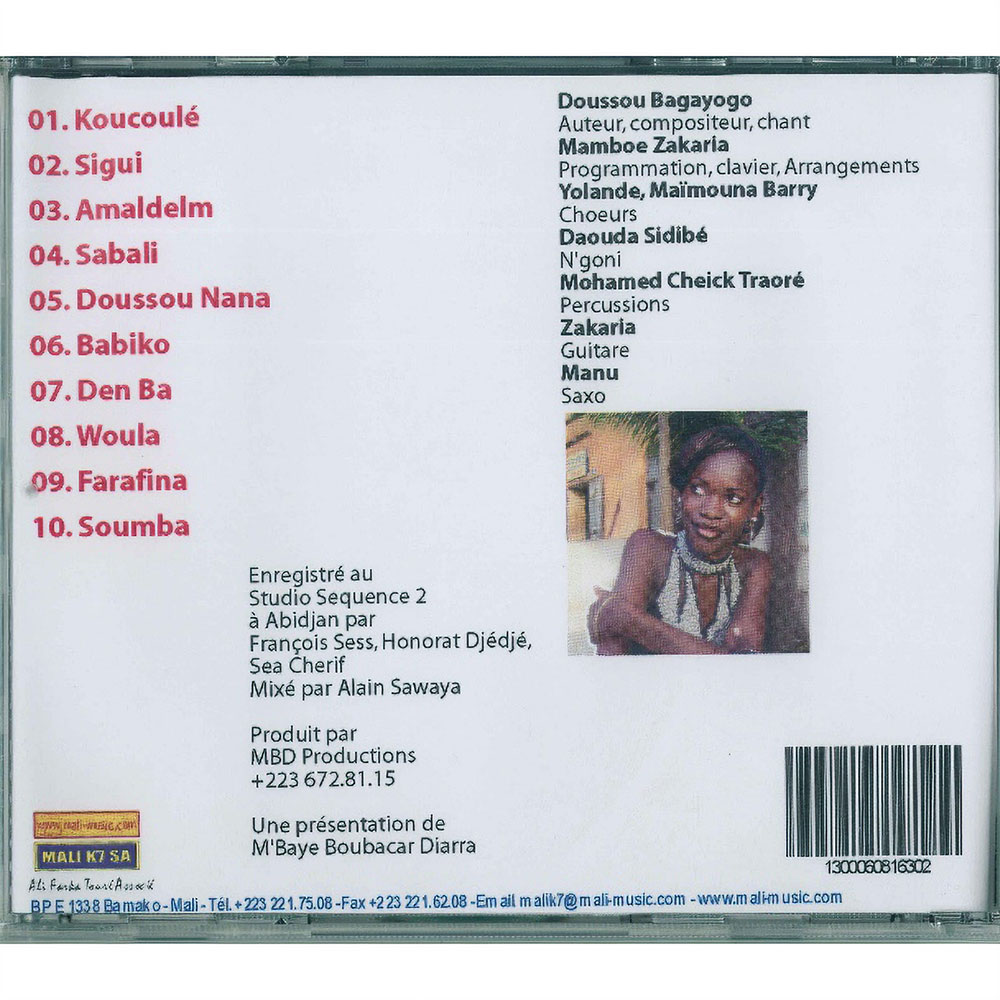 01. Koucoulé
02. Sigui
03. Amaldelm
04. Sabali
05. Doussou Nana
06. Babiko
07. Den Ba
08. Woula
09. Farafina
10. Soumba
Doussou Bagayogo
Auteur, compositeur, chant
Mamboe Zakaria
Programmation, clavier, Arrangements
Yolande, Maïmouna Barry
Choeurs
Daouda Sidibé
N'goni
Mohamed Cheick Traoré
Percussions
Zakaria
Guitare
Manu
Saxo
Enregistré au
Studio Sequence 2
à Abidjan par
François Sess, Honorat Djédjé,
Sea Cherif
Mixé par Alain Sawaya
Produit par
MBD Productions
+223 672.81.15
Une présentation de
M'Baye Boubacar Diarra
www.mali-music.com
MALI K7 SA
Ali Farka Touré Associé
BP E 1338 Bamako - Mali - Tél. + 223 221.75.08 - Fax +223 221.62.08 - Email malik7@mali-music.com - www.mali-music.com
1300060816302